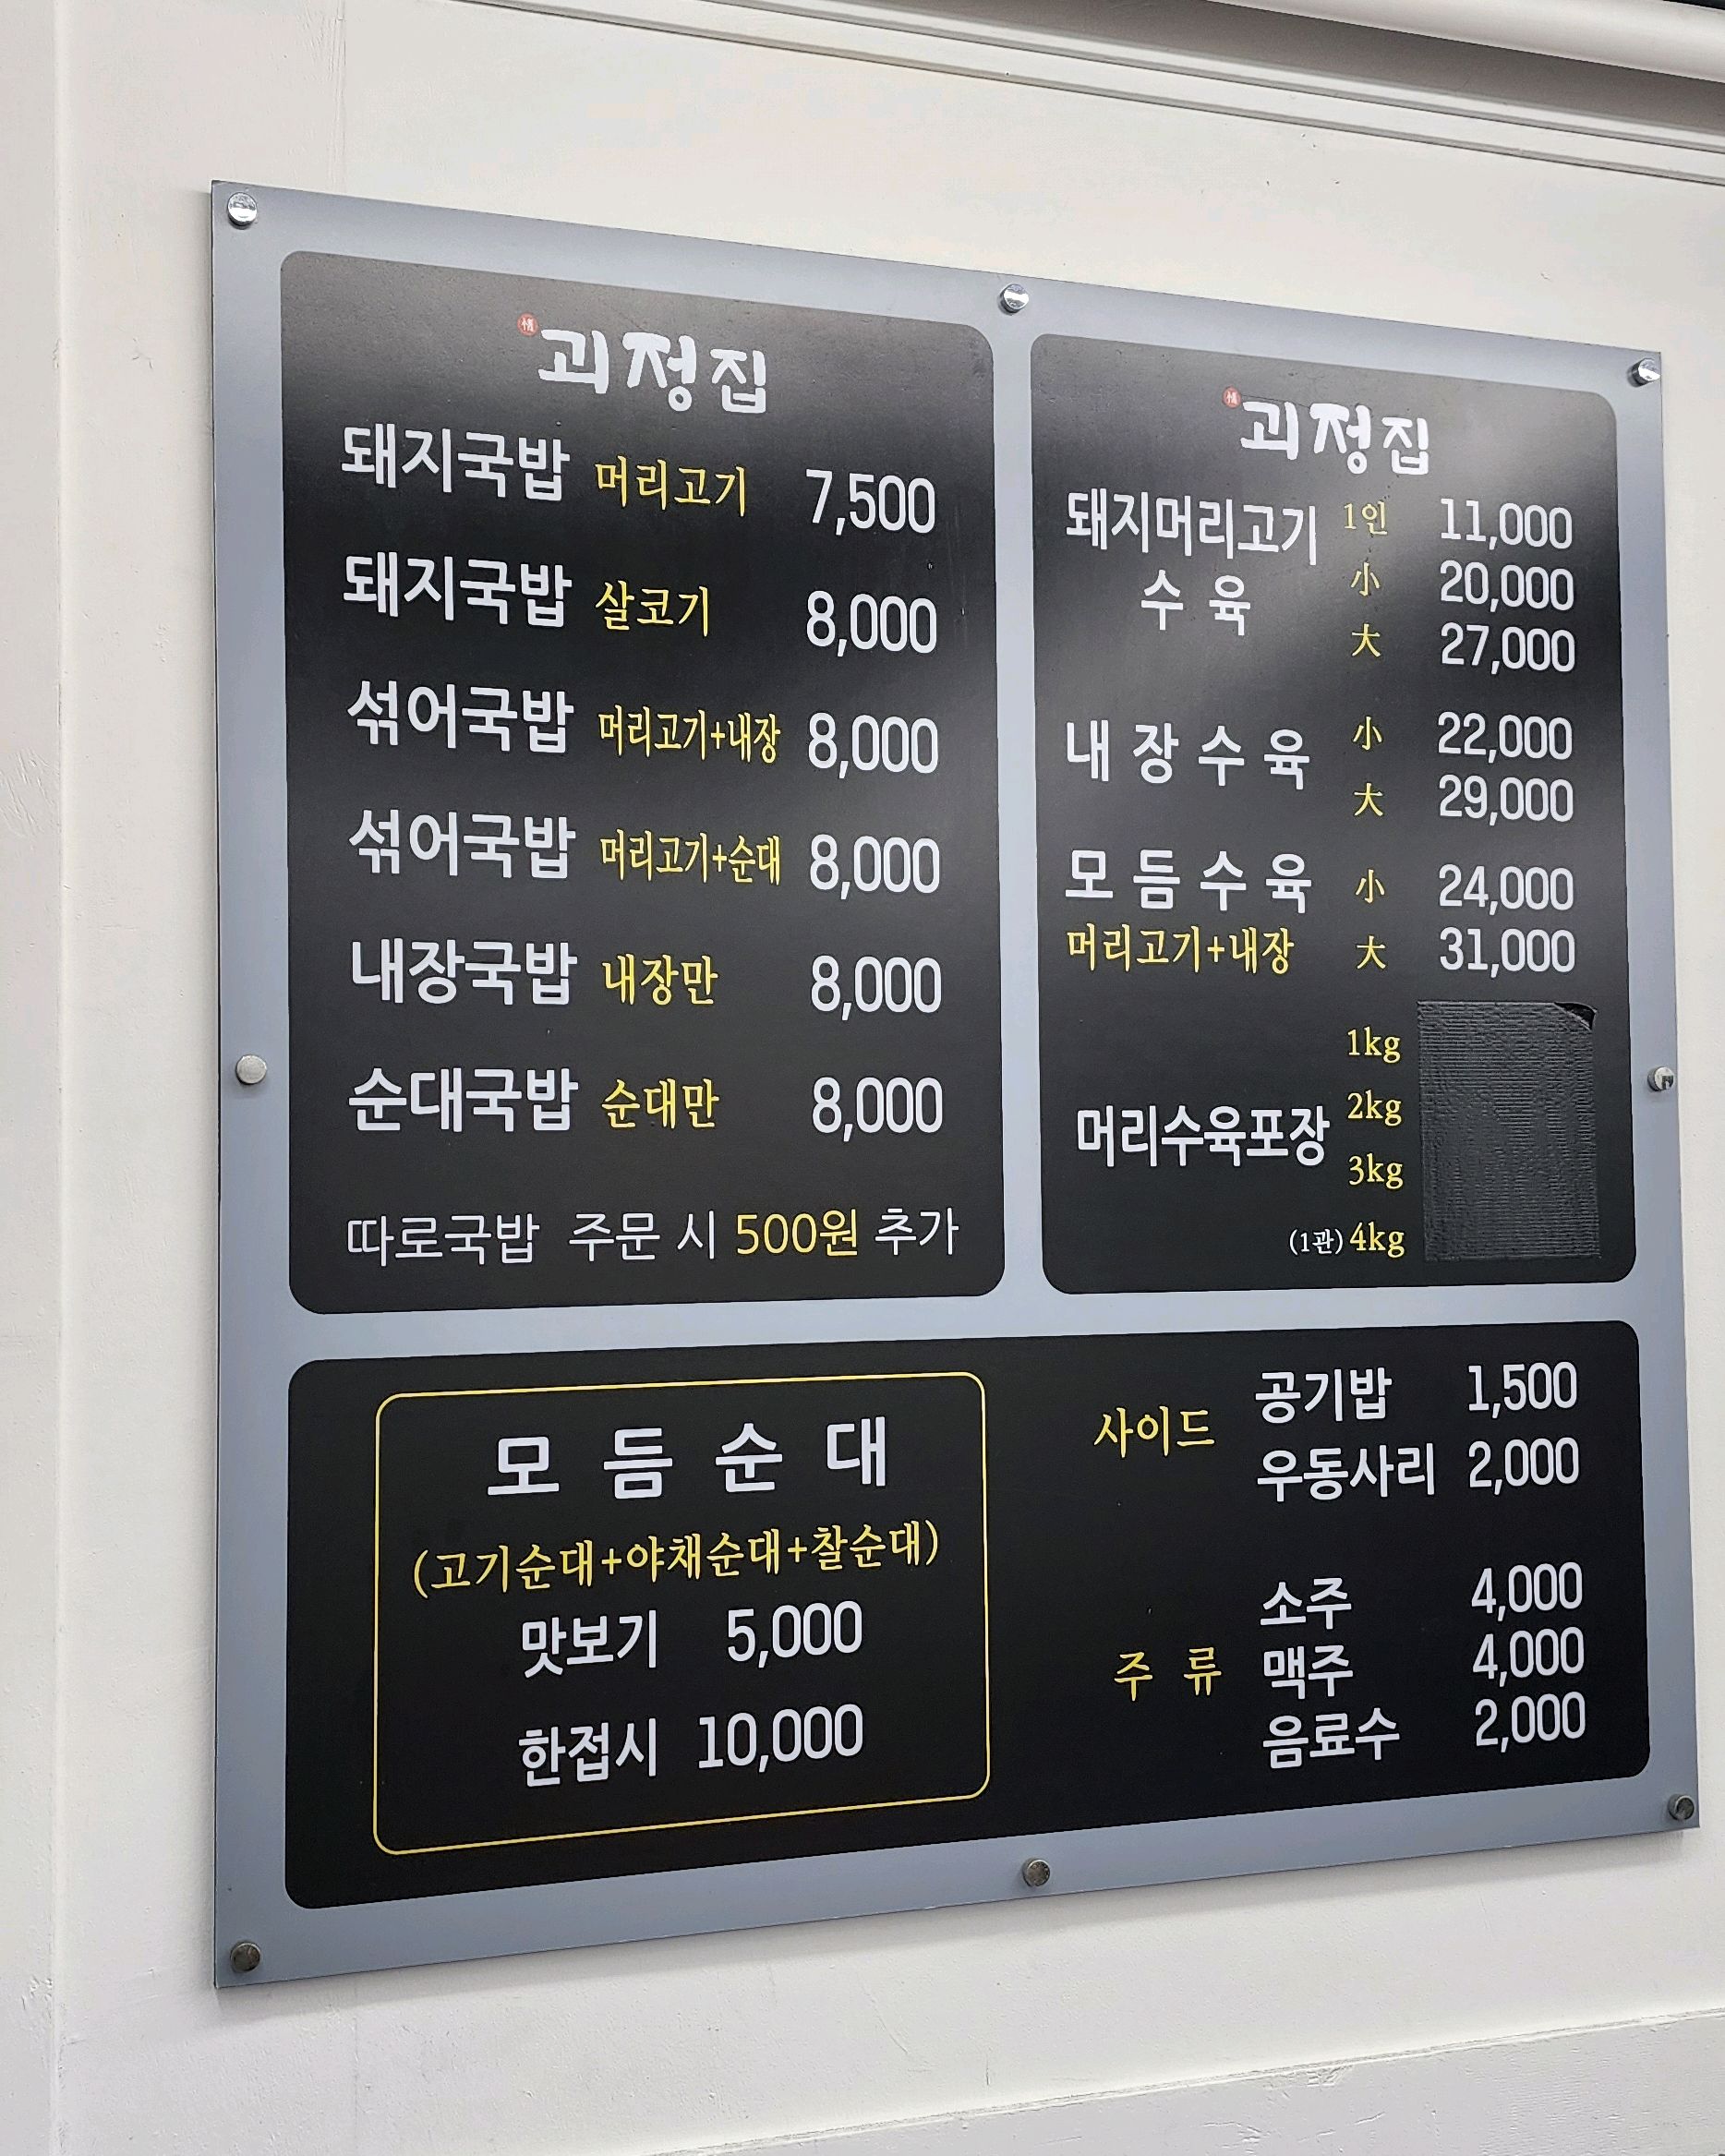 괴정집
돼지국밥 머리고기 7,500
돼지국밥 살코기 8,000
섞어국밥 머리고기+내장 8,000
섞어국밥 머리고기+순대 8,000
내장국밥 내장만 8,000
순대국밥 순대만 8,000
따로국밥 주문 시 500원 추가
괴정집
돼지머리고기 1인 11,000
수육 小 20,000
大 27,000
내장수육 小 22,000
大 29,000
모듬수육 小 24,000
머리고기+내장 大 31,000
1kg
2kg
머리수육포장
3kg
(1관) 4kg
모듬순대
(고기순대+야채순대+찰순대)
맛보기 5,000
한접시 10,000
사이드 공기밥 1,500
우동사리 2,000
소주 4,000
주류 맥주 4,000
음료수 2,000